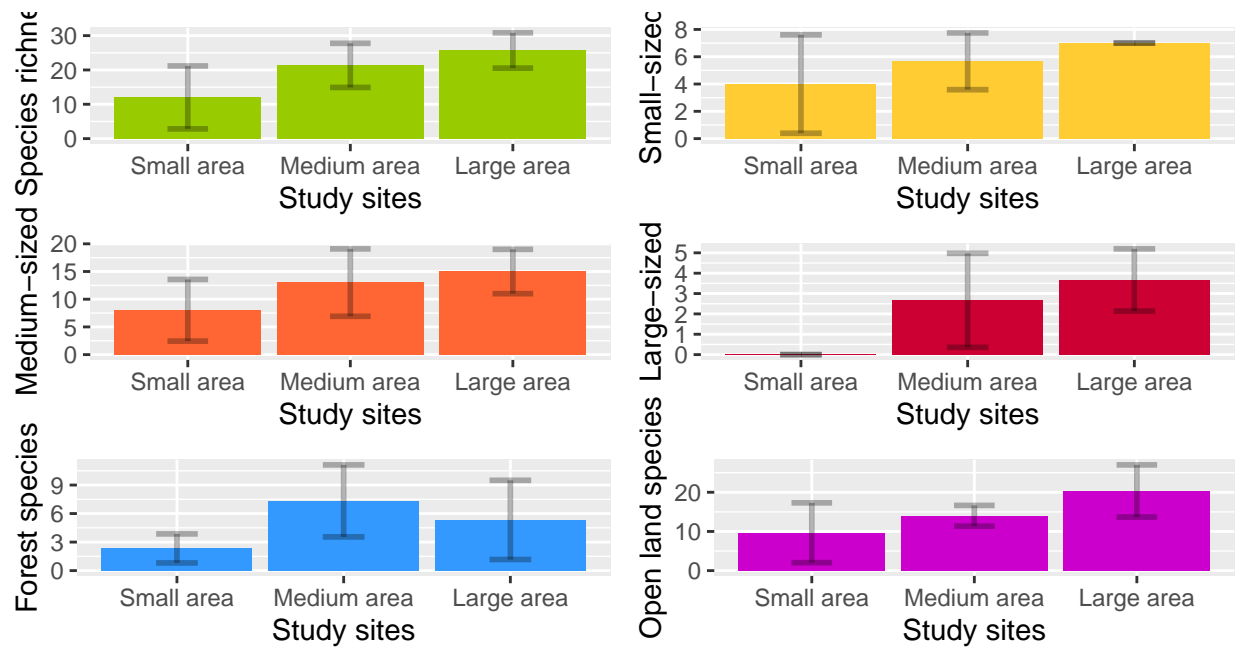 Species richne
30
20
10
0
Small area Medium area Large area
Study sites
Small−sized
8
6
4
2
0
Small area Medium area Large area
Study sites
Medium−sized
20
15
10
5
0
Small area Medium area Large area
Study sites
Large−sized
5
4
3
2
1
0
Small area Medium area Large area
Study sites
Forest species
9
6
3
0
Small area Medium area Large area
Study sites
Open land species
20
10
0
Small area Medium area Large area
Study sites